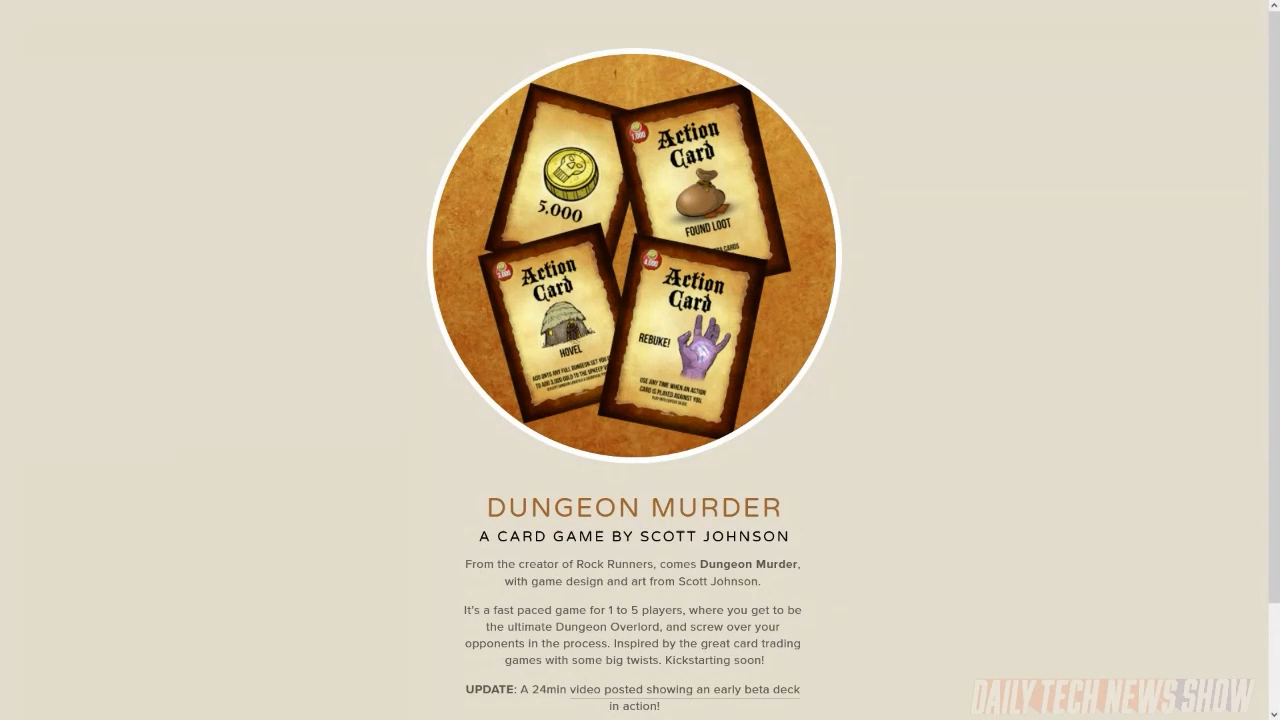 5,000
1,000
Action
Card
FOUND LOOT
CARDS
Action
Card
HOVEL
Action
Card
REBUKE!
USE ANY TIME WHEN AN ACTION
CARD IS PLAYED AGAINST YOU.
DUNGEON MURDER
A CARD GAME BY SCOTT JOHNSON
From the creator of Rock Runners, comes Dungeon Murder,
with game design and art from Scott Johnson.
It's a fast paced game for 1 to 5 players, where you get to be
the ultimate Dungeon Overlord, and screw over your
opponents in the process. Inspired by the great card trading
games with some big twists. Kickstarting soon!
UPDATE: A 24min video posted showing an early beta deck
in action!
DAILY TECH NEWS SHOW